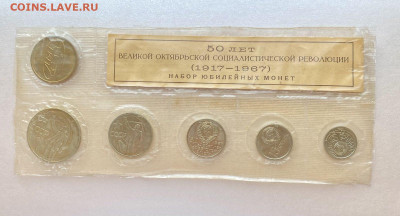 COINS.LAVE.RU
50 ЛЕТ
ВЕЛИКОЙ ОКТЯБРЬСКОЙ СОЦИАЛИСТИЧЕСКОЙ РЕВОЛЮЦИИ
(1917–1967)
НАБОР ЮБИЛЕЙНЫХ МОНЕТ